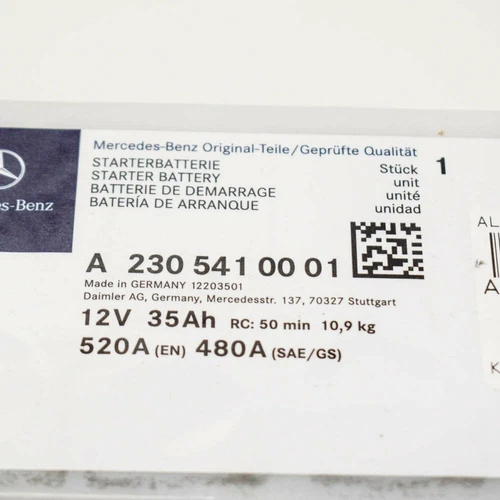 Mercedes-Benz Original-Teile/Geprüfte Qualität
STARTERBATTERIE
STARTER BATTERY
BATTERIE DE DEMARRAGE
BATERÍA DE ARRANQUE
Stück 1
unit
unité
unidad
s-Benz
AL
A 230 541 00 01
A
Made in GERMANY 12203501
Daimler AG, Germany, Mercedesstr. 137, 70327 Stuttgart
12V 35Ah RC: 50 min 10,9 kg
520A (EN) 480A (SAE/GS)
K